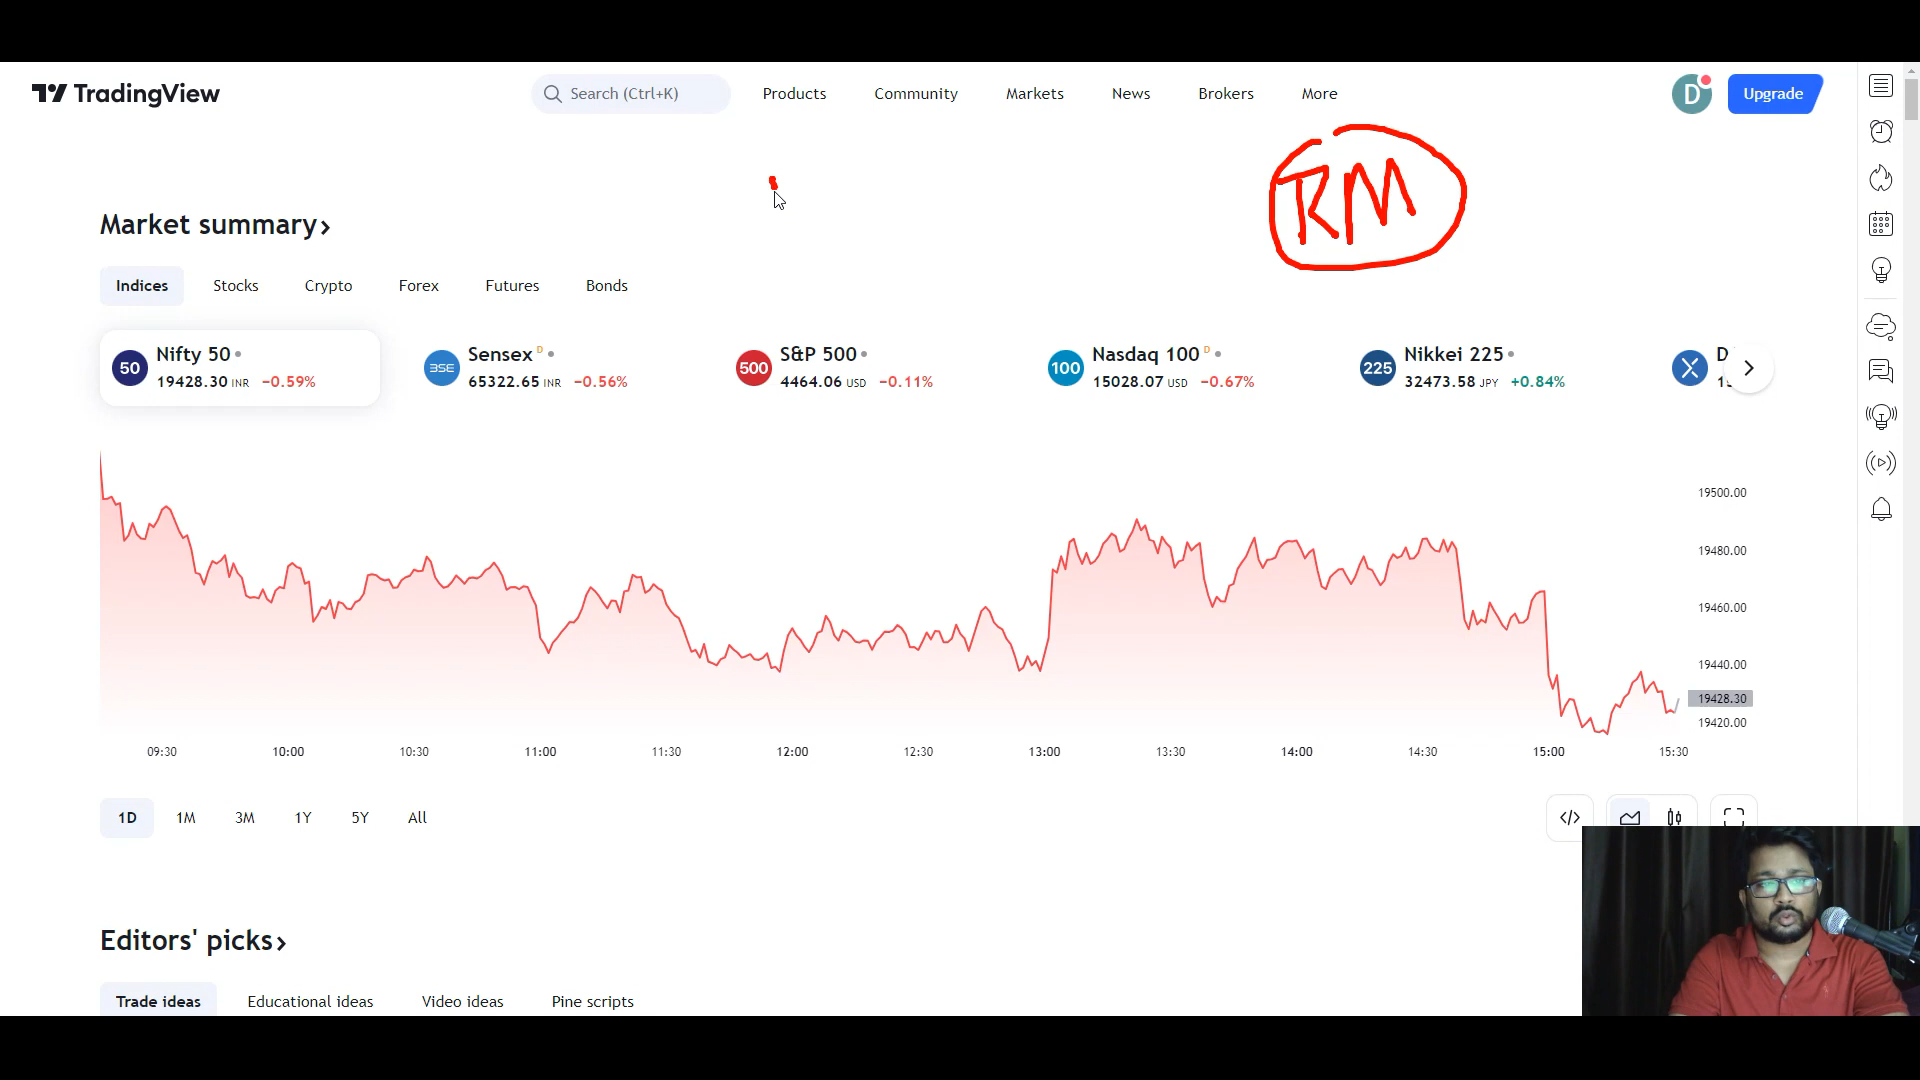 TradingView
Search (Ctrl+K)
Products
Community
Markets
News
Brokers
More
D
Upgrade
RM
Market summary
Indices
Stocks
Crypto
Forex
Futures
Bonds
50
Nifty 50
19428.30 INR −0.59%
BSE
Sensex D
65322.65 INR −0.56%
500
S&P 500
4464.06 USD −0.11%
100
Nasdaq 100 D
15028.07 USD −0.67%
225
Nikkei 225
32473.58 JPY +0.84%
D
19500.00
19480.00
19460.00
19440.00
19428.30
19420.00
09:30 10:00 10:30 11:00 11:30 12:00 12:30 13:00 13:30 14:00 14:30 15:00 15:30
1D 1M 3M 1Y 5Y All
Editors' picks
Trade ideas
Educational ideas
Video ideas
Pine scripts